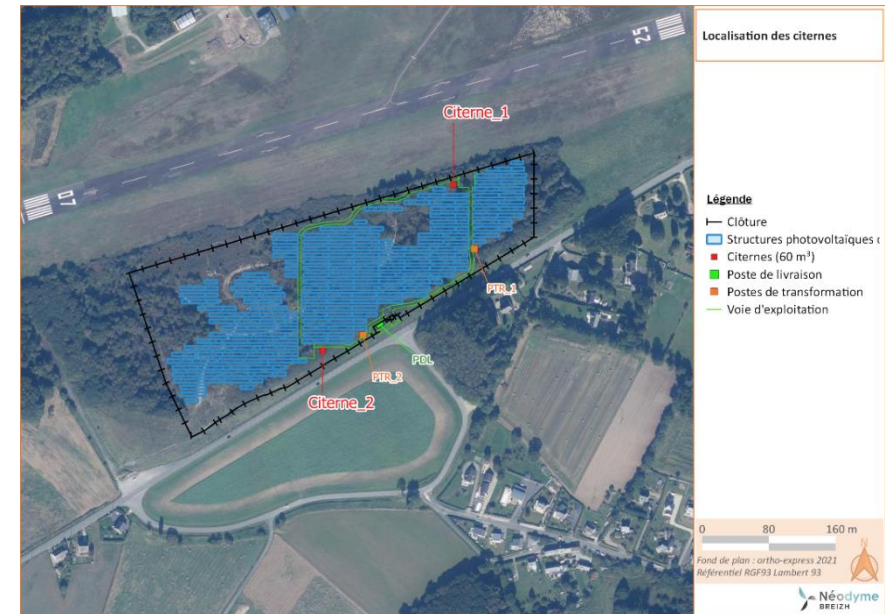 Localisation des citernes
25
Citerne_1
07
PTR_1
PDL
PTR_2
Citerne_2
Légende
Clôture
Structures photovoltaïques
Citernes (60 m³)
Poste de livraison
Postes de transformation
Voie d'exploitation
0 80 160 m
Fond de plan : ortho-express 2021
Référentiel RGF93 Lambert 93
N
Néodyme
BREIZH